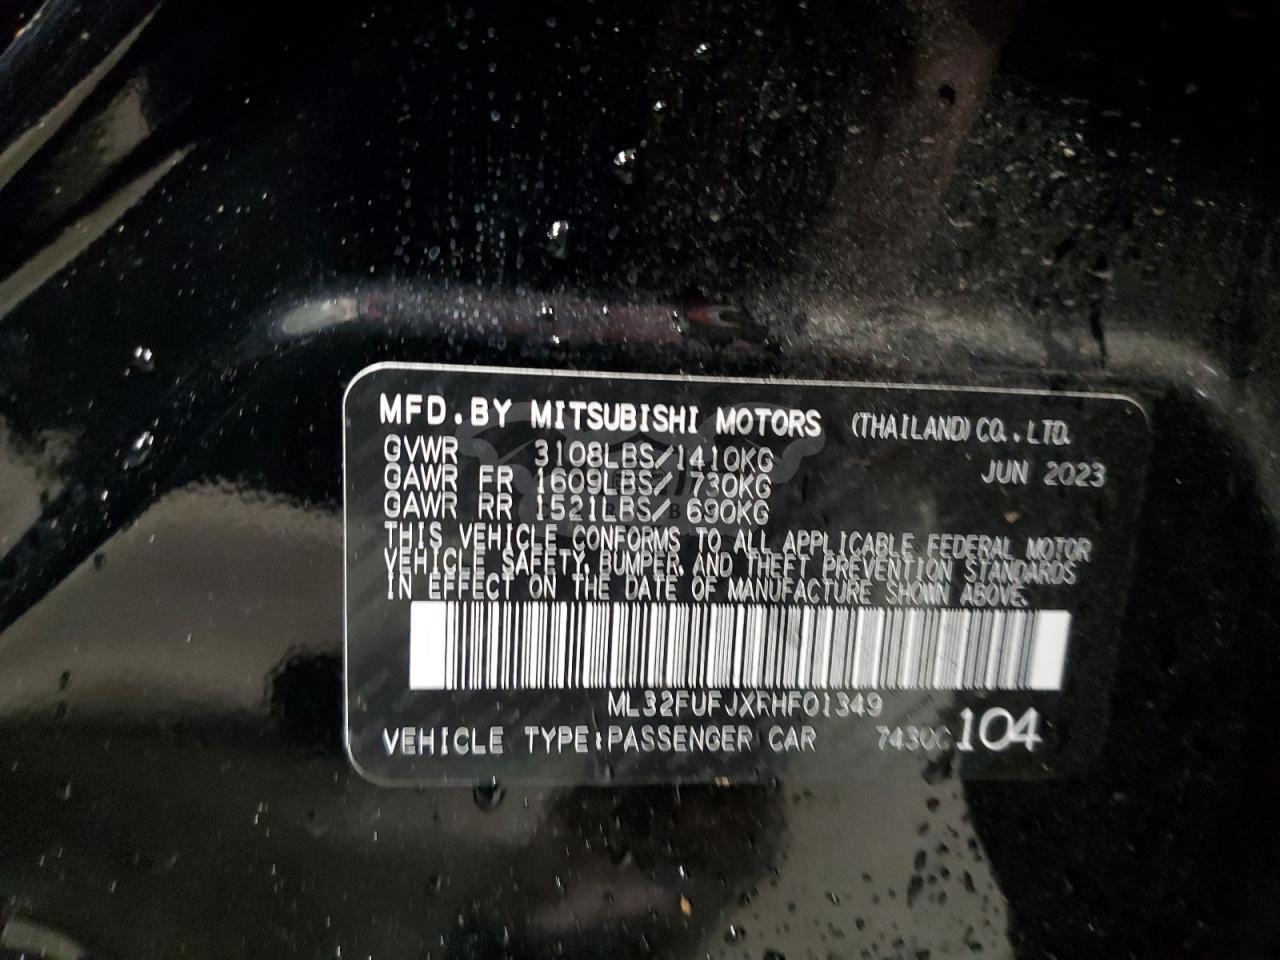 MFD. BY MITSUBISHI MOTORS (THAILAND) CO., LTD.
GVWR 3108LBS/1410KG JUN 2023
GAWR FR 1609LBS/ 730KG
GAWR RR 1521LBS/ 690KG
THIS VEHICLE CONFORMS TO ALL APPLICABLE FEDERAL MOTOR
VEHICLE SAFETY, BUMPER, AND THEFT PREVENTION STANDARDS
IN EFFECT ON THE DATE OF MANUFACTURE SHOWN ABOVE.
ML32FUFJXFHF01349
VEHICLE TYPE:PASSENGER CAR 7430C104